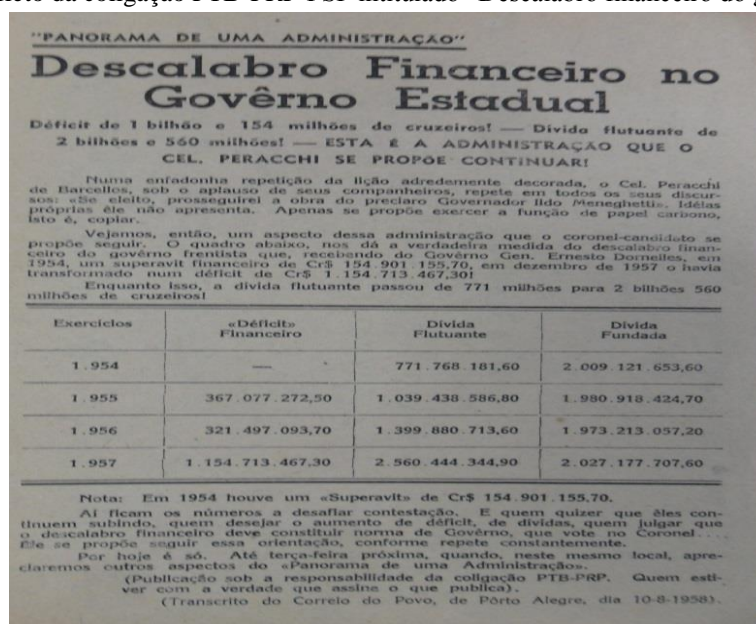 "PANORAMA DE UMA ADMINISTRAÇÃO"
Descalabro Financeiro no
Govêrno Estadual
Déficit de 1 bilhão e 154 milhões de cruzeiros! — Dívida flutuante de
2 bilhões e 560 milhões! — ESTA É A ADMINISTRAÇÃO QUE O
CEL. PERACCHI SE PROPÕE CONTINUAR!
Numa enfadonha repetição da lição adredemente decorada, o Cel. Peracchi
de Barcellos, sob o aplauso de seus companheiros, repete em todos os seus discur-
sos: «Se eleito, prosseguirei a obra do preclaro Governador Ildo Meneghetti». Idéias
próprias êle não apresenta. Apenas se propõe exercer a função de papel carbono,
isto é, copiar.
Vejamos, então, um aspecto dessa administração que o coronel-candidato se
propõe seguir. O quadro abaixo, nos dá a verdadeira medida do descalabro finan-
ceiro do govêrno frentista que, recebendo do Govêrno Gen. Ernesto Dornelles, em
1954, um superavit financeiro de Cr$ 154.901.155,70, em dezembro de 1957 o havia
transformado num déficit de Cr$ 1.154.713.467,30!
Enquanto isso, a dívida flutuante passou de 771 milhões para 2 bilhões 560
milhões de cruzeiros!
Exercícios «Déficit» Financeiro Dívida Flutuante Dívida Fundada
1.954 — 771.768.181,60 2.009.121.653,60
1.955 367.077.272,50 1.039.438.586,80 1.980.918.424,70
1.956 321.497.093,70 1.399.880.713,60 1.973.213.057,20
1.957 1.154.713.467,30 2.560.444.344,90 2.027.177.707,60
Nota: Em 1954 houve um «Superavit» de Cr$ 154.901.155,70.
Aí ficam os números a desafiar contestação. E quem quizer que êles con-
tinuem subindo, quem desejar o aumento de déficit, de dívidas, quem julgar que
o descalabro financeiro deve constituir norma de Govêrno, que vote no Coronel....
Êle se propõe seguir essa orientação, conforme repete constantemente.
Por hoje é só. Até terça-feira próxima, quando, neste mesmo local, apre-
ciaremos outros aspectos do «Panorama de uma Administração».
(Publicação sob a responsabilidade da coligação PTB-PRP. Quem esti-
ver com a verdade que assine o que publica).
(Transcrito do Correio do Povo, de Pôrto Alegre, dia 10-8-1958).